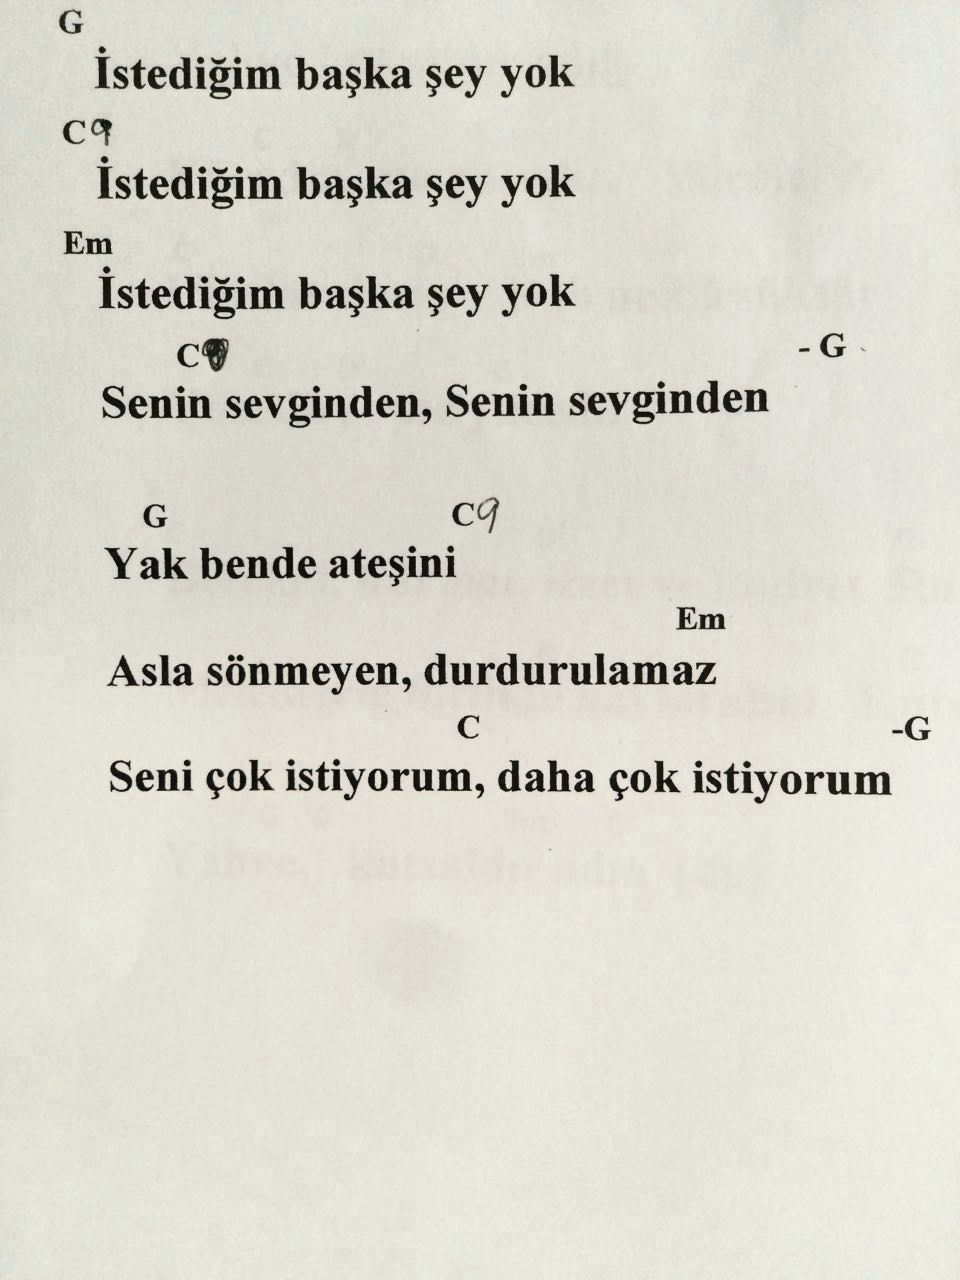 G
İstediğim başka şey yok
C9
İstediğim başka şey yok
Em
İstediğim başka şey yok
C - G
Senin sevginden, Senin sevginden
G C9
Yak bende ateşini
Em
Asla sönmeyen, durdurulamaz
C -G
Seni çok istiyorum, daha çok istiyorum